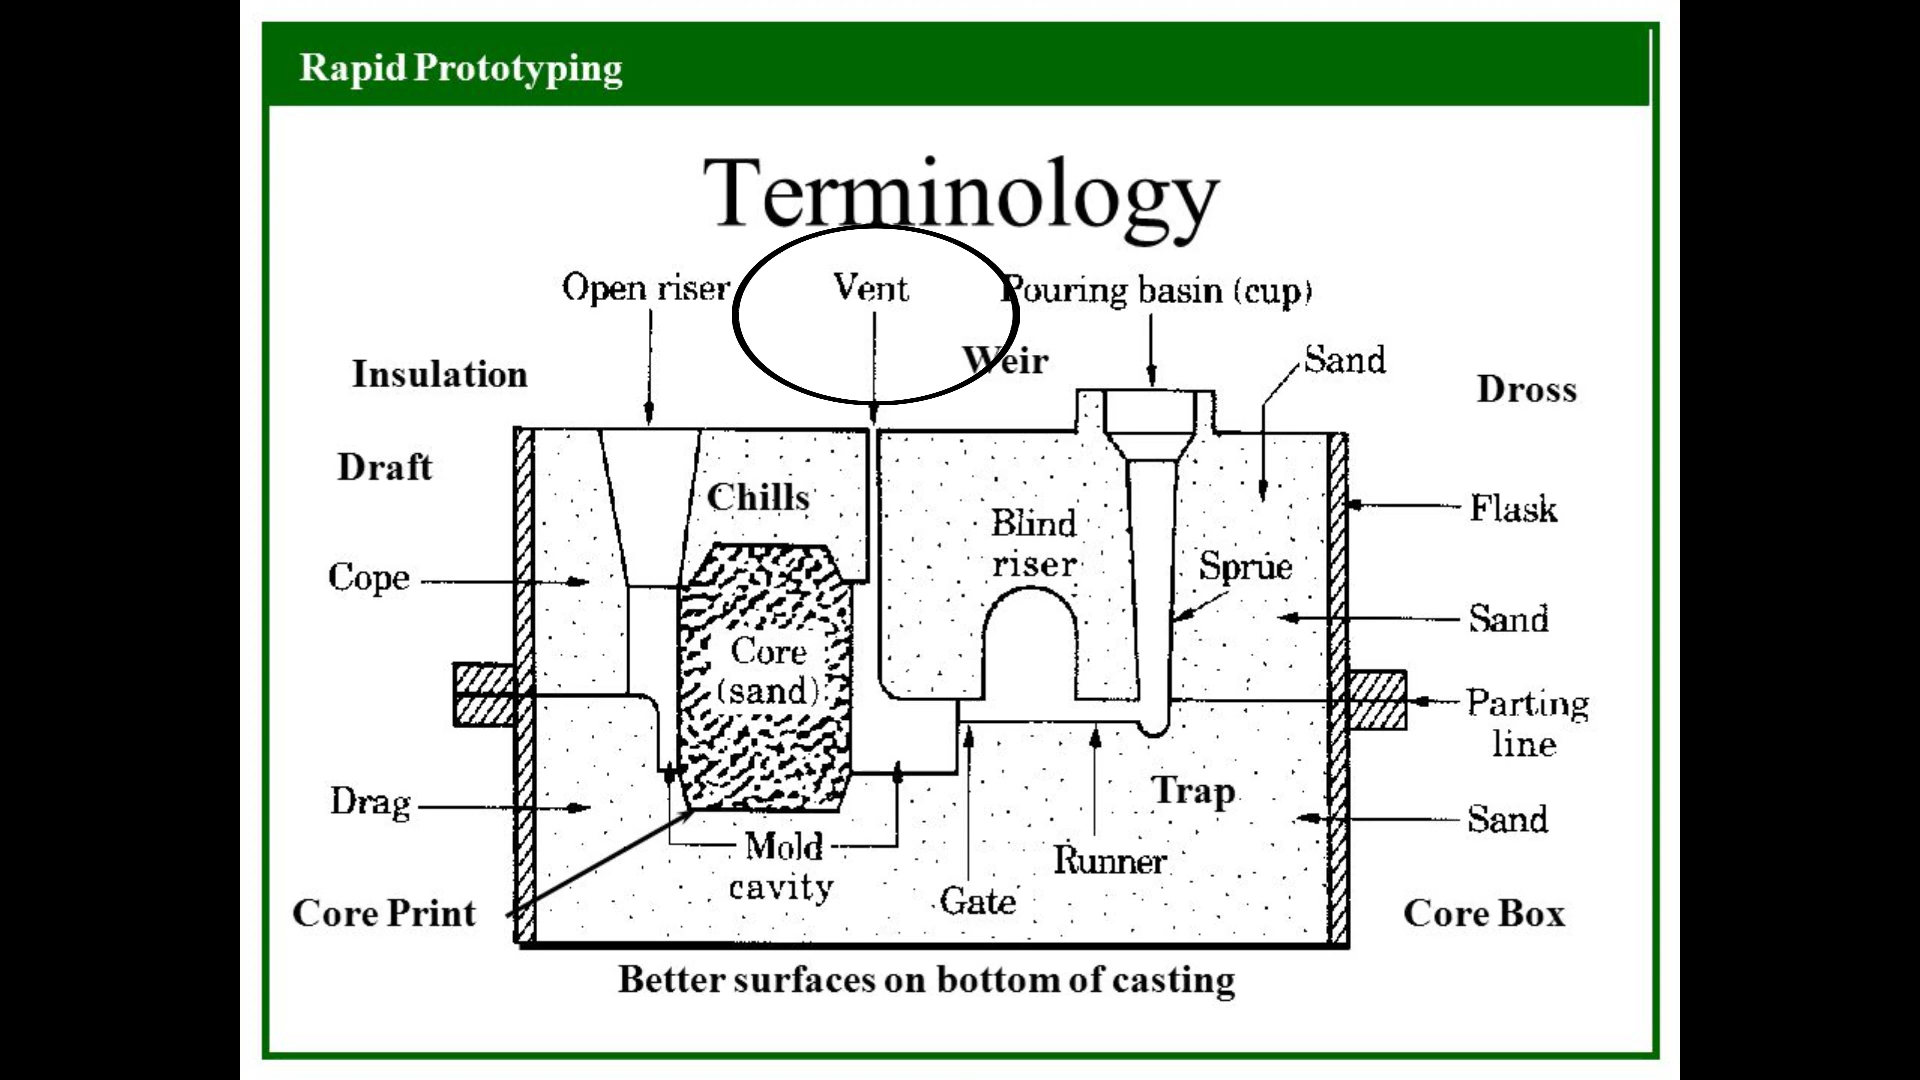 Rapid Prototyping
Terminology
Open riser
Vent
Pouring basin (cup)
Insulation
Weir
Sand
Dross
Draft
Chills
Blind
riser
Flask
Cope
Sprue
Sand
Core
(sand)
Parting
line
Drag
Mold
cavity
Trap
Sand
Runner
Gate
Core Print
Core Box
Better surfaces on bottom of casting